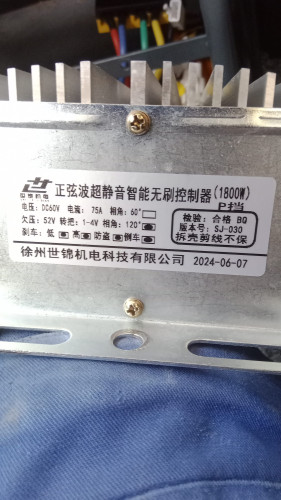 正弦波超静音智能无刷控制器(1800W)
世锦机电
P挡
电压: DC60V 电流: 75A 相角: 60°
欠压: 52V 转把: 1-4V 相角: 120°
刹车: 低 高 防盗 倒车
检验: 合格 BQ
版本号: SJ-030
拆壳剪线不保
徐州世锦机电科技有限公司 2024-06-07